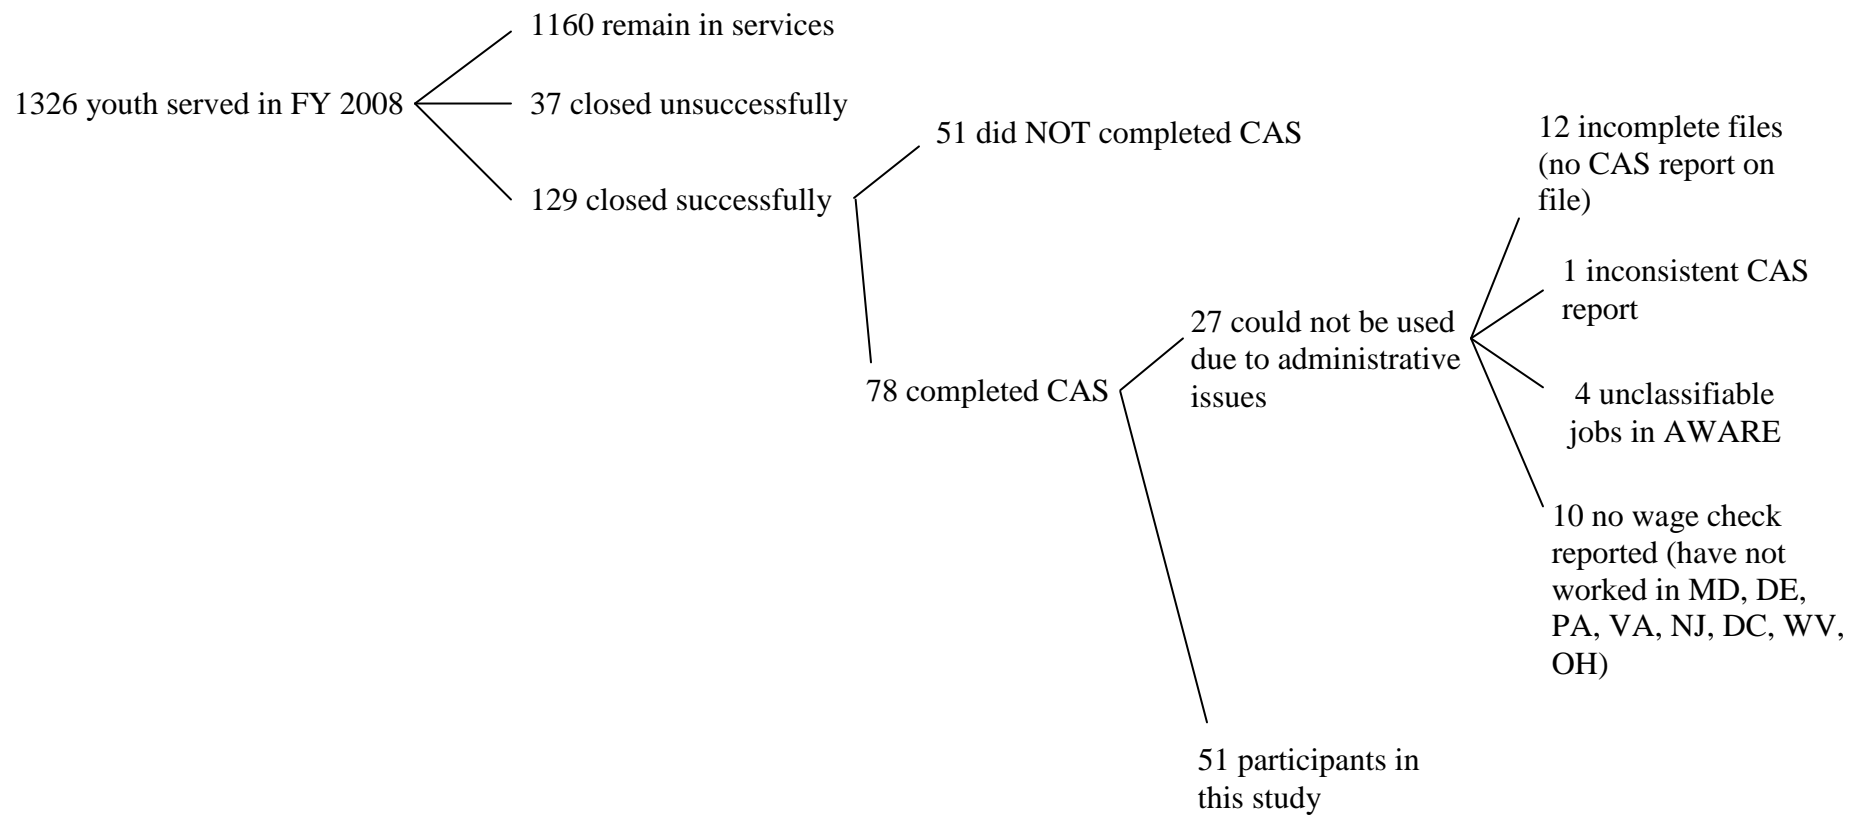 1160 remain in services
1326 youth served in FY 2008
37 closed unsuccessfully
129 closed successfully
51 did NOT completed CAS
78 completed CAS
27 could not be used
due to administrative
issues
12 incomplete files
(no CAS report on
file)
1 inconsistent CAS
report
4 unclassifiable
jobs in AWARE
10 no wage check
reported (have not
worked in MD, DE,
PA, VA, NJ, DC, WV,
OH)
51 participants in
this study